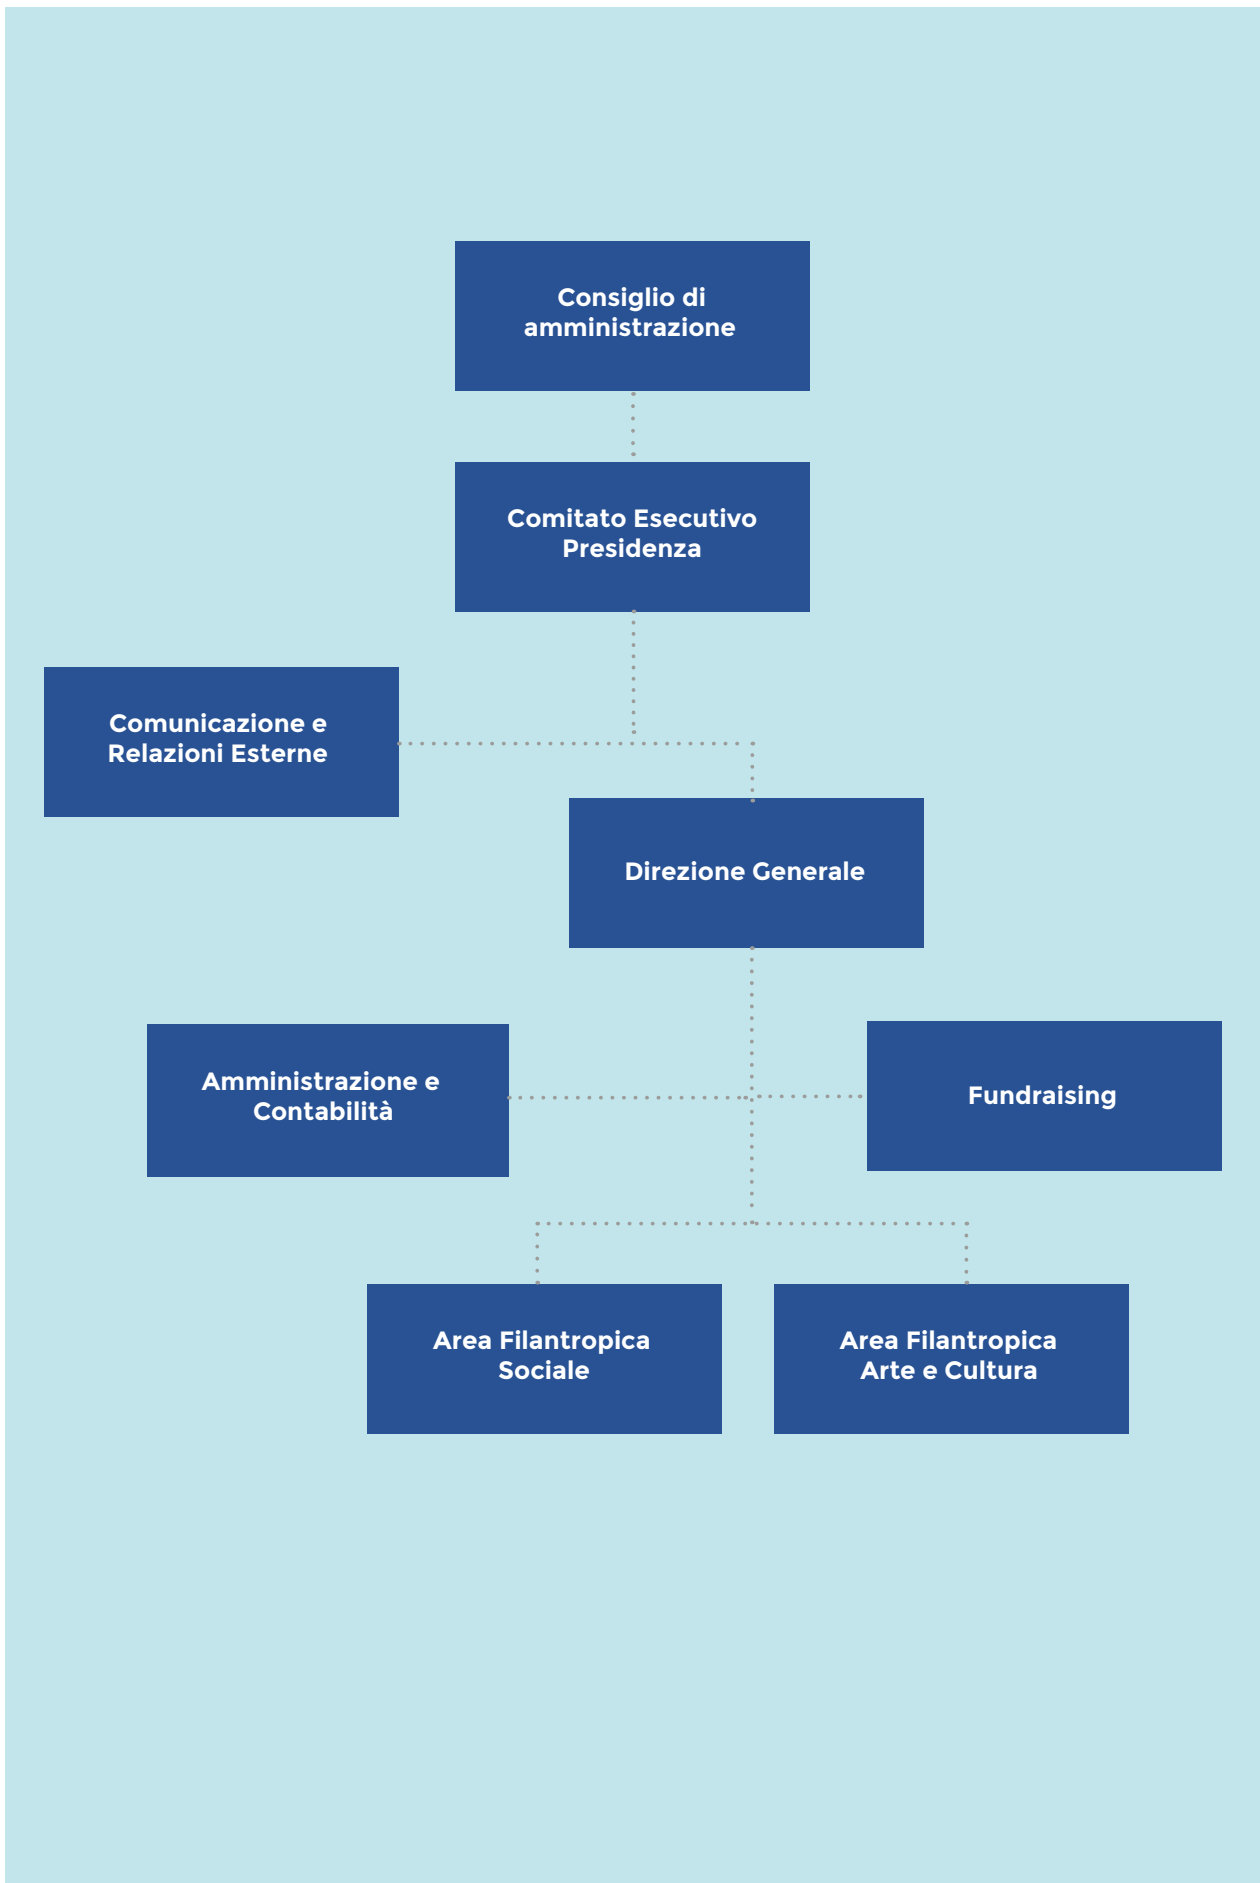 Consiglio di
amministrazione
Comitato Esecutivo
Presidenza
Comunicazione e
Relazioni Esterne
Direzione Generale
Amministrazione e
Contabilità
Fundraising
Area Filantropica
Sociale
Area Filantropica
Arte e Cultura